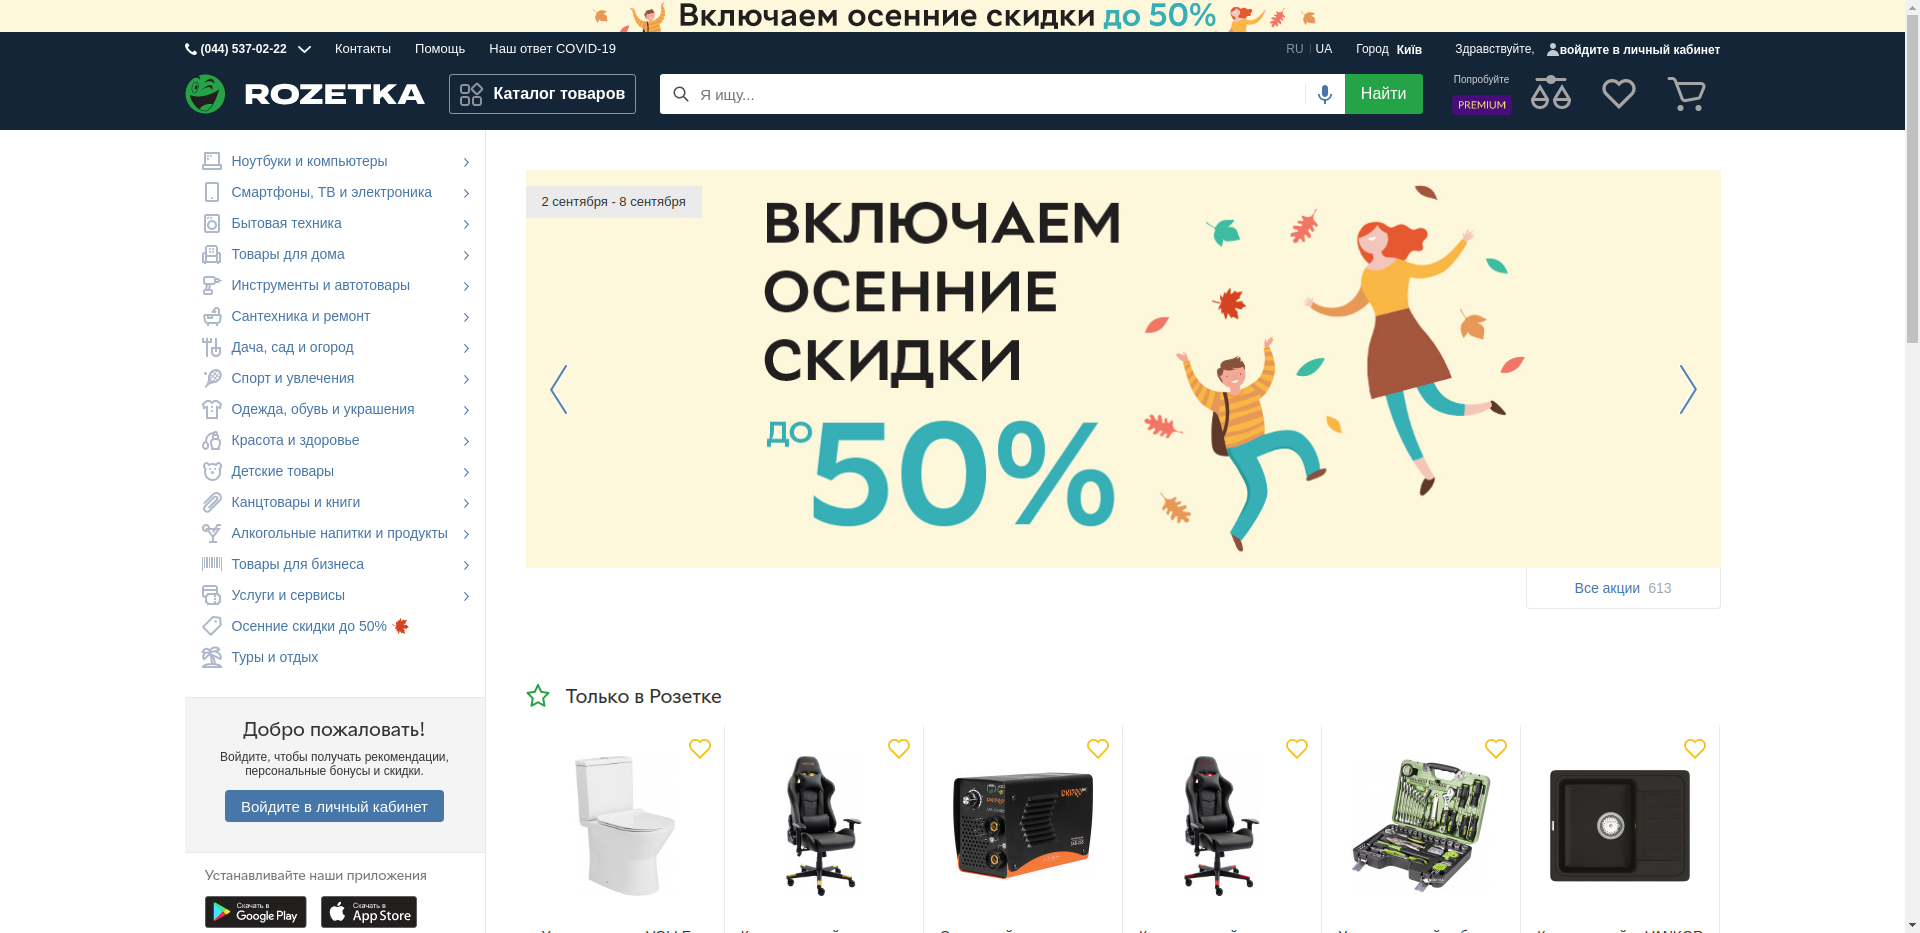 Включаем осенние скидки до 50%
(044) 537-02-22
Контакты
Помощь
Наш ответ COVID-19
RU
UA
Город Київ
Здравствуйте, войдите в личный кабинет
ROZETKA
Каталог товаров
Я ищу...
Найти
Попробуйте
PREMIUM
Ноутбуки и компьютеры
Смартфоны, ТВ и электроника
Бытовая техника
Товары для дома
Инструменты и автотовары
Сантехника и ремонт
Дача, сад и огород
Спорт и увлечения
Одежда, обувь и украшения
Красота и здоровье
Детские товары
Канцтовары и книги
Алкогольные напитки и продукты
Товары для бизнеса
Услуги и сервисы
Осенние скидки до 50%
Туры и отдых
Добро пожаловать!
Войдите, чтобы получать рекомендации,
персональные бонусы и скидки.
Войдите в личный кабинет
Устанавливайте наши приложения
Скачать в
Google Play
Скачать в
App Store
2 сентября - 8 сентября
ВКЛЮЧАЕМ
ОСЕННИЕ
СКИДКИ
ДО 50%
Все акции 613
Только в Розетке